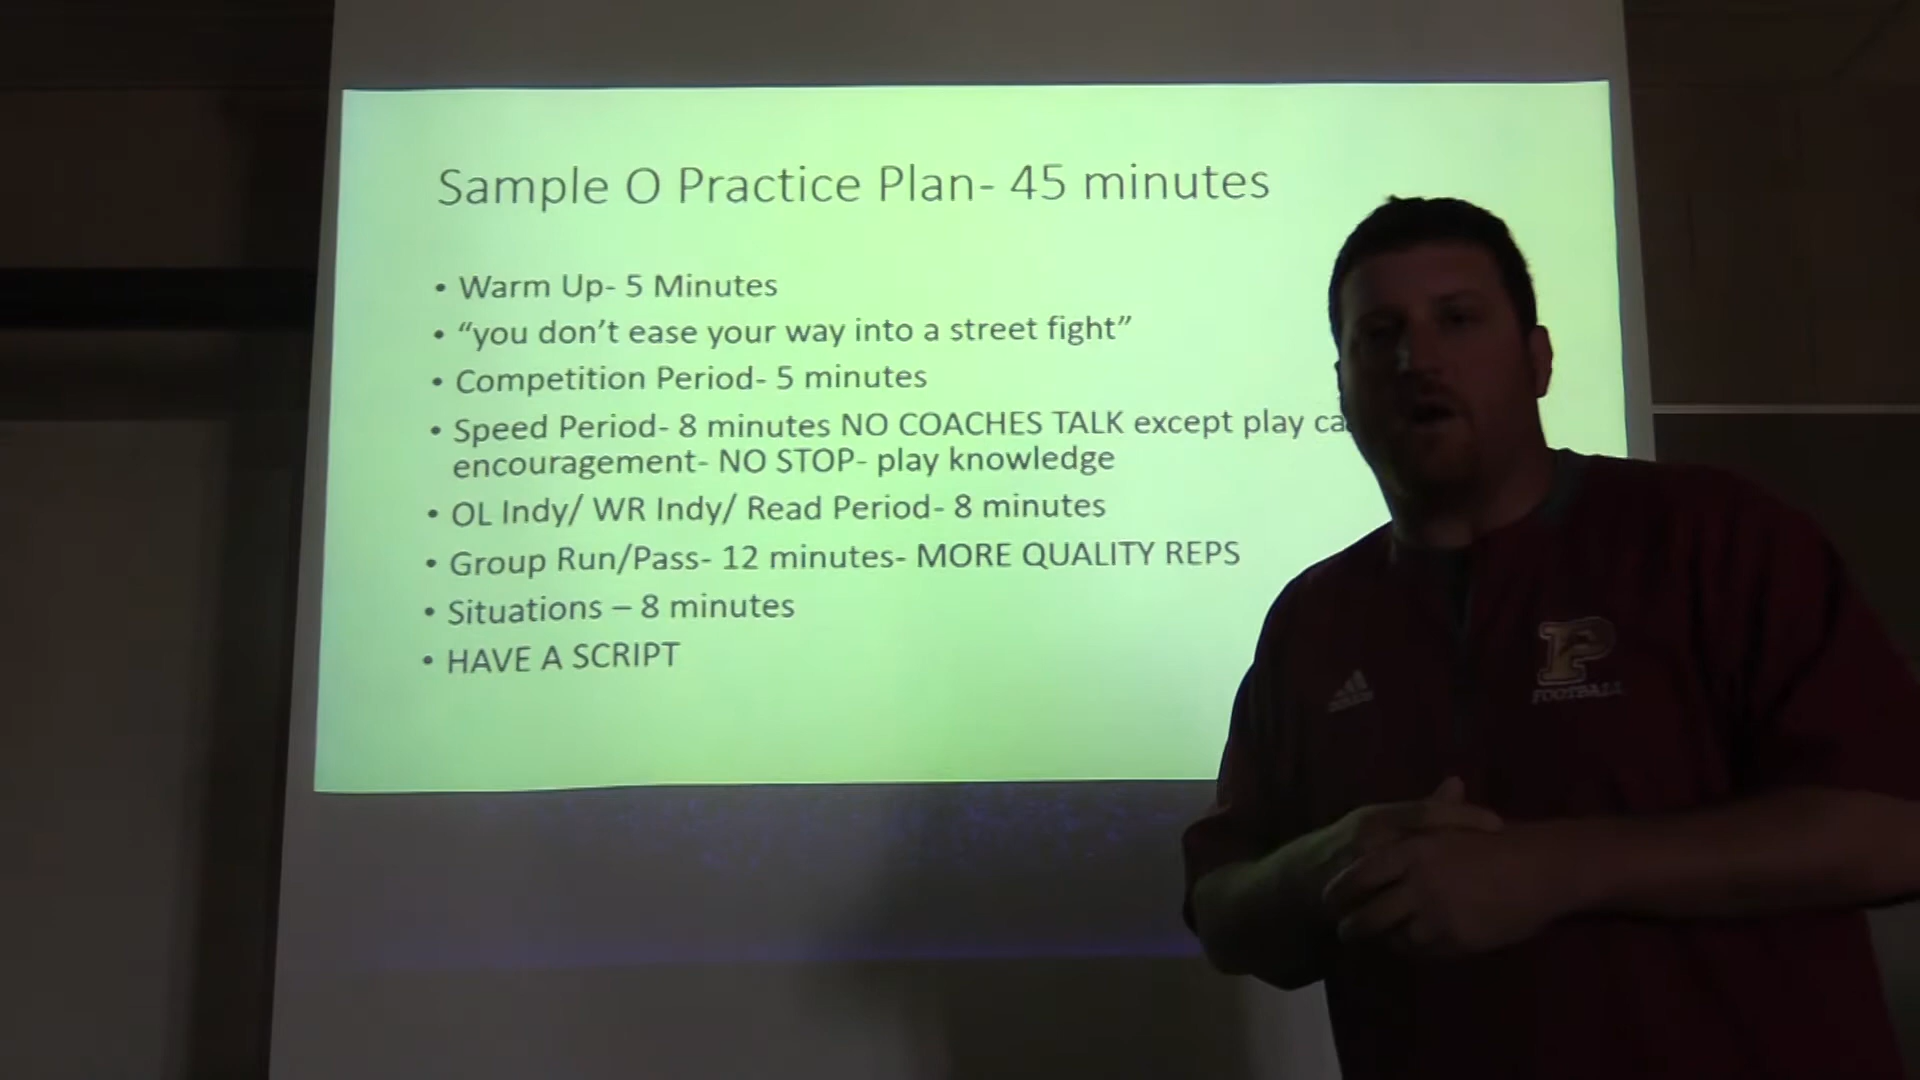 Sample O Practice Plan- 45 minutes
• Warm Up- 5 Minutes
• “you don’t ease your way into a street fight”
• Competition Period- 5 minutes
• Speed Period- 8 minutes NO COACHES TALK except play
encouragement- NO STOP- play knowledge
• OL Indy/ WR Indy/ Read Period- 8 minutes
• Group Run/Pass- 12 minutes- MORE QUALITY REPS
• Situations – 8 minutes
• HAVE A SCRIPT
P
FOOTBALL
adidas